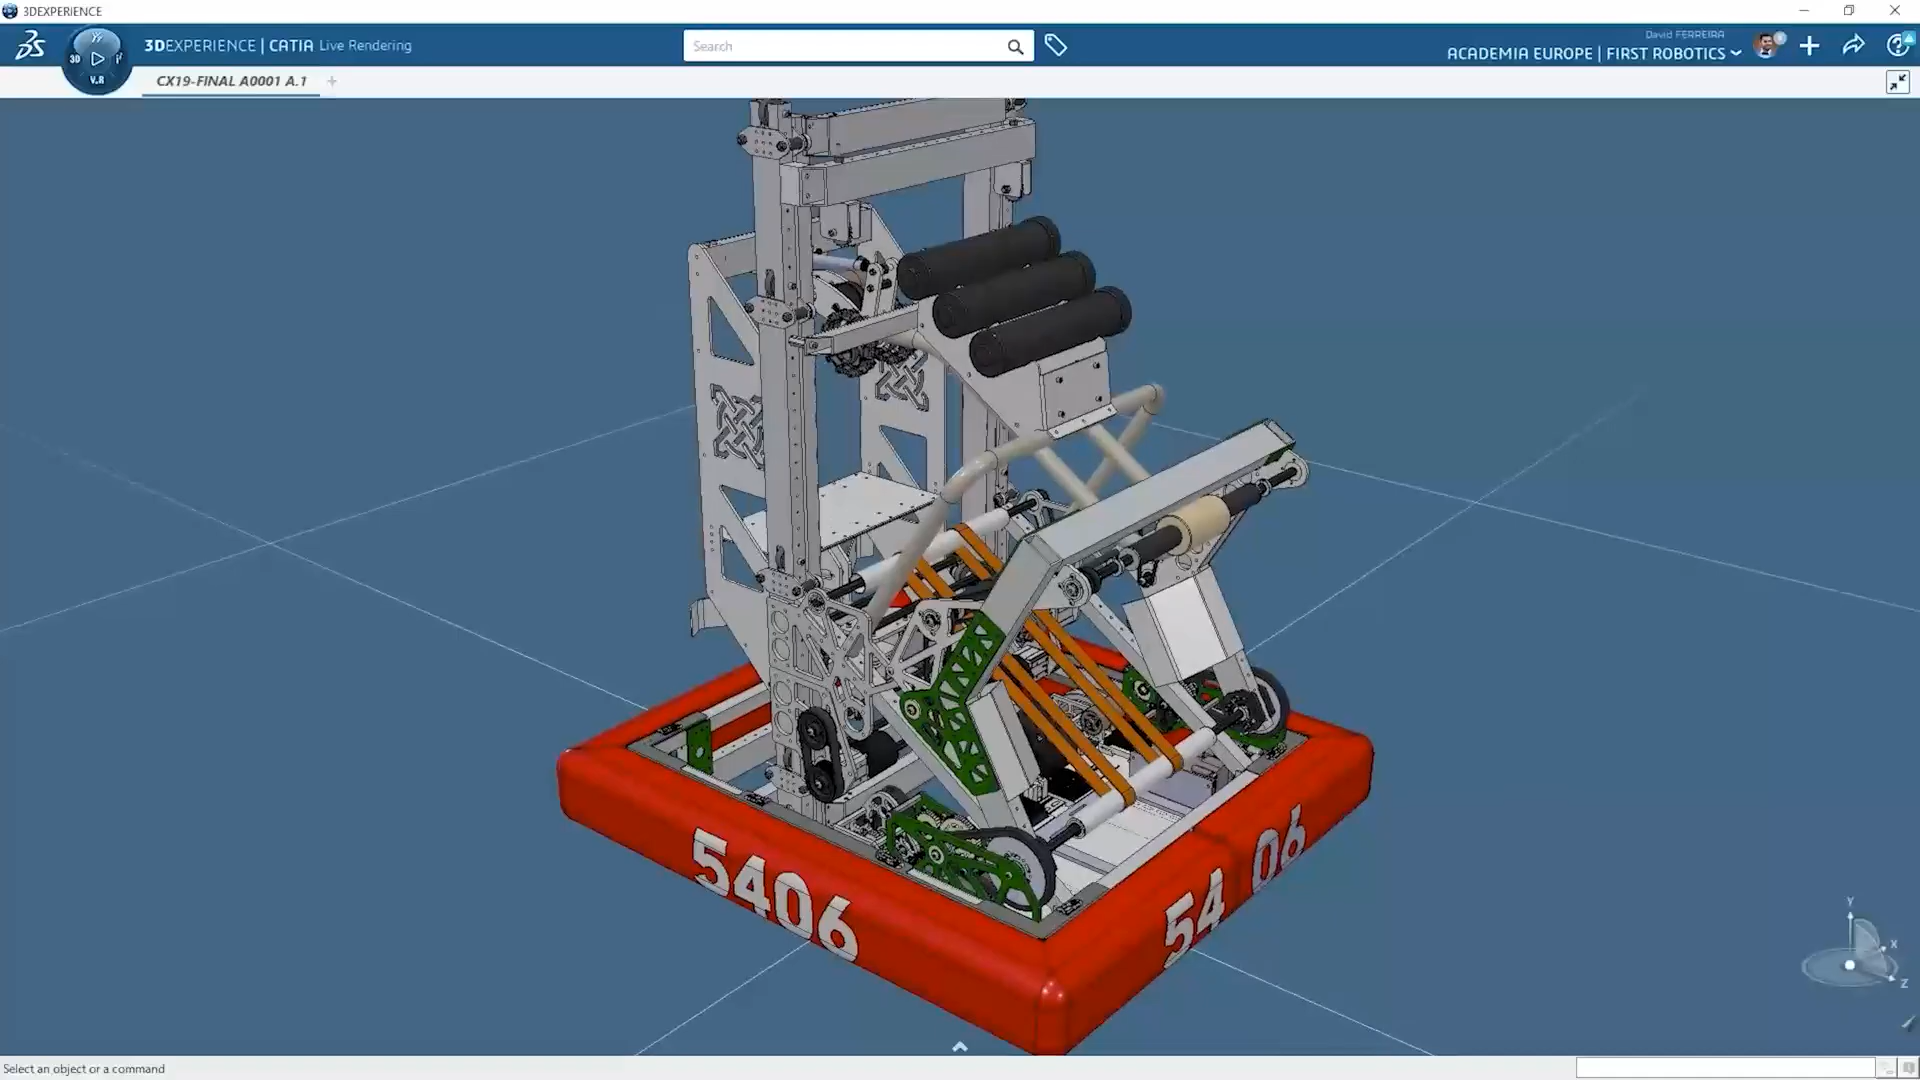 3DEXPERIENCE
3DEXPERIENCE | CATIA Live Rendering
3D
V.R
Search
David FERREIRA
ACADEMIA EUROPE | FIRST ROBOTICS
CX19-FINAL A0001 A.1
5406
54 06
Y
X
Z
Select an object or a command